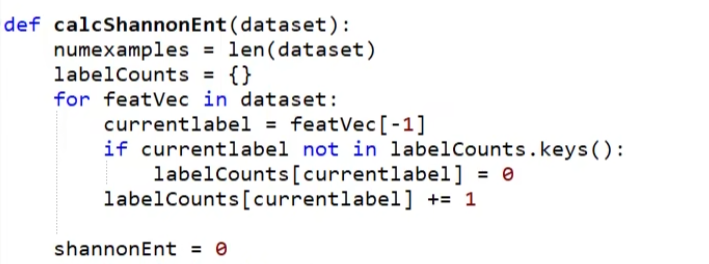 def calcShannonEnt(dataset):
    numexamples = len(dataset)
    labelCounts = {}
    for featVec in dataset:
        currentlabel = featVec[-1]
        if currentlabel not in labelCounts.keys():
            labelCounts[currentlabel] = 0
        labelCounts[currentlabel] += 1

    shannonEnt = 0